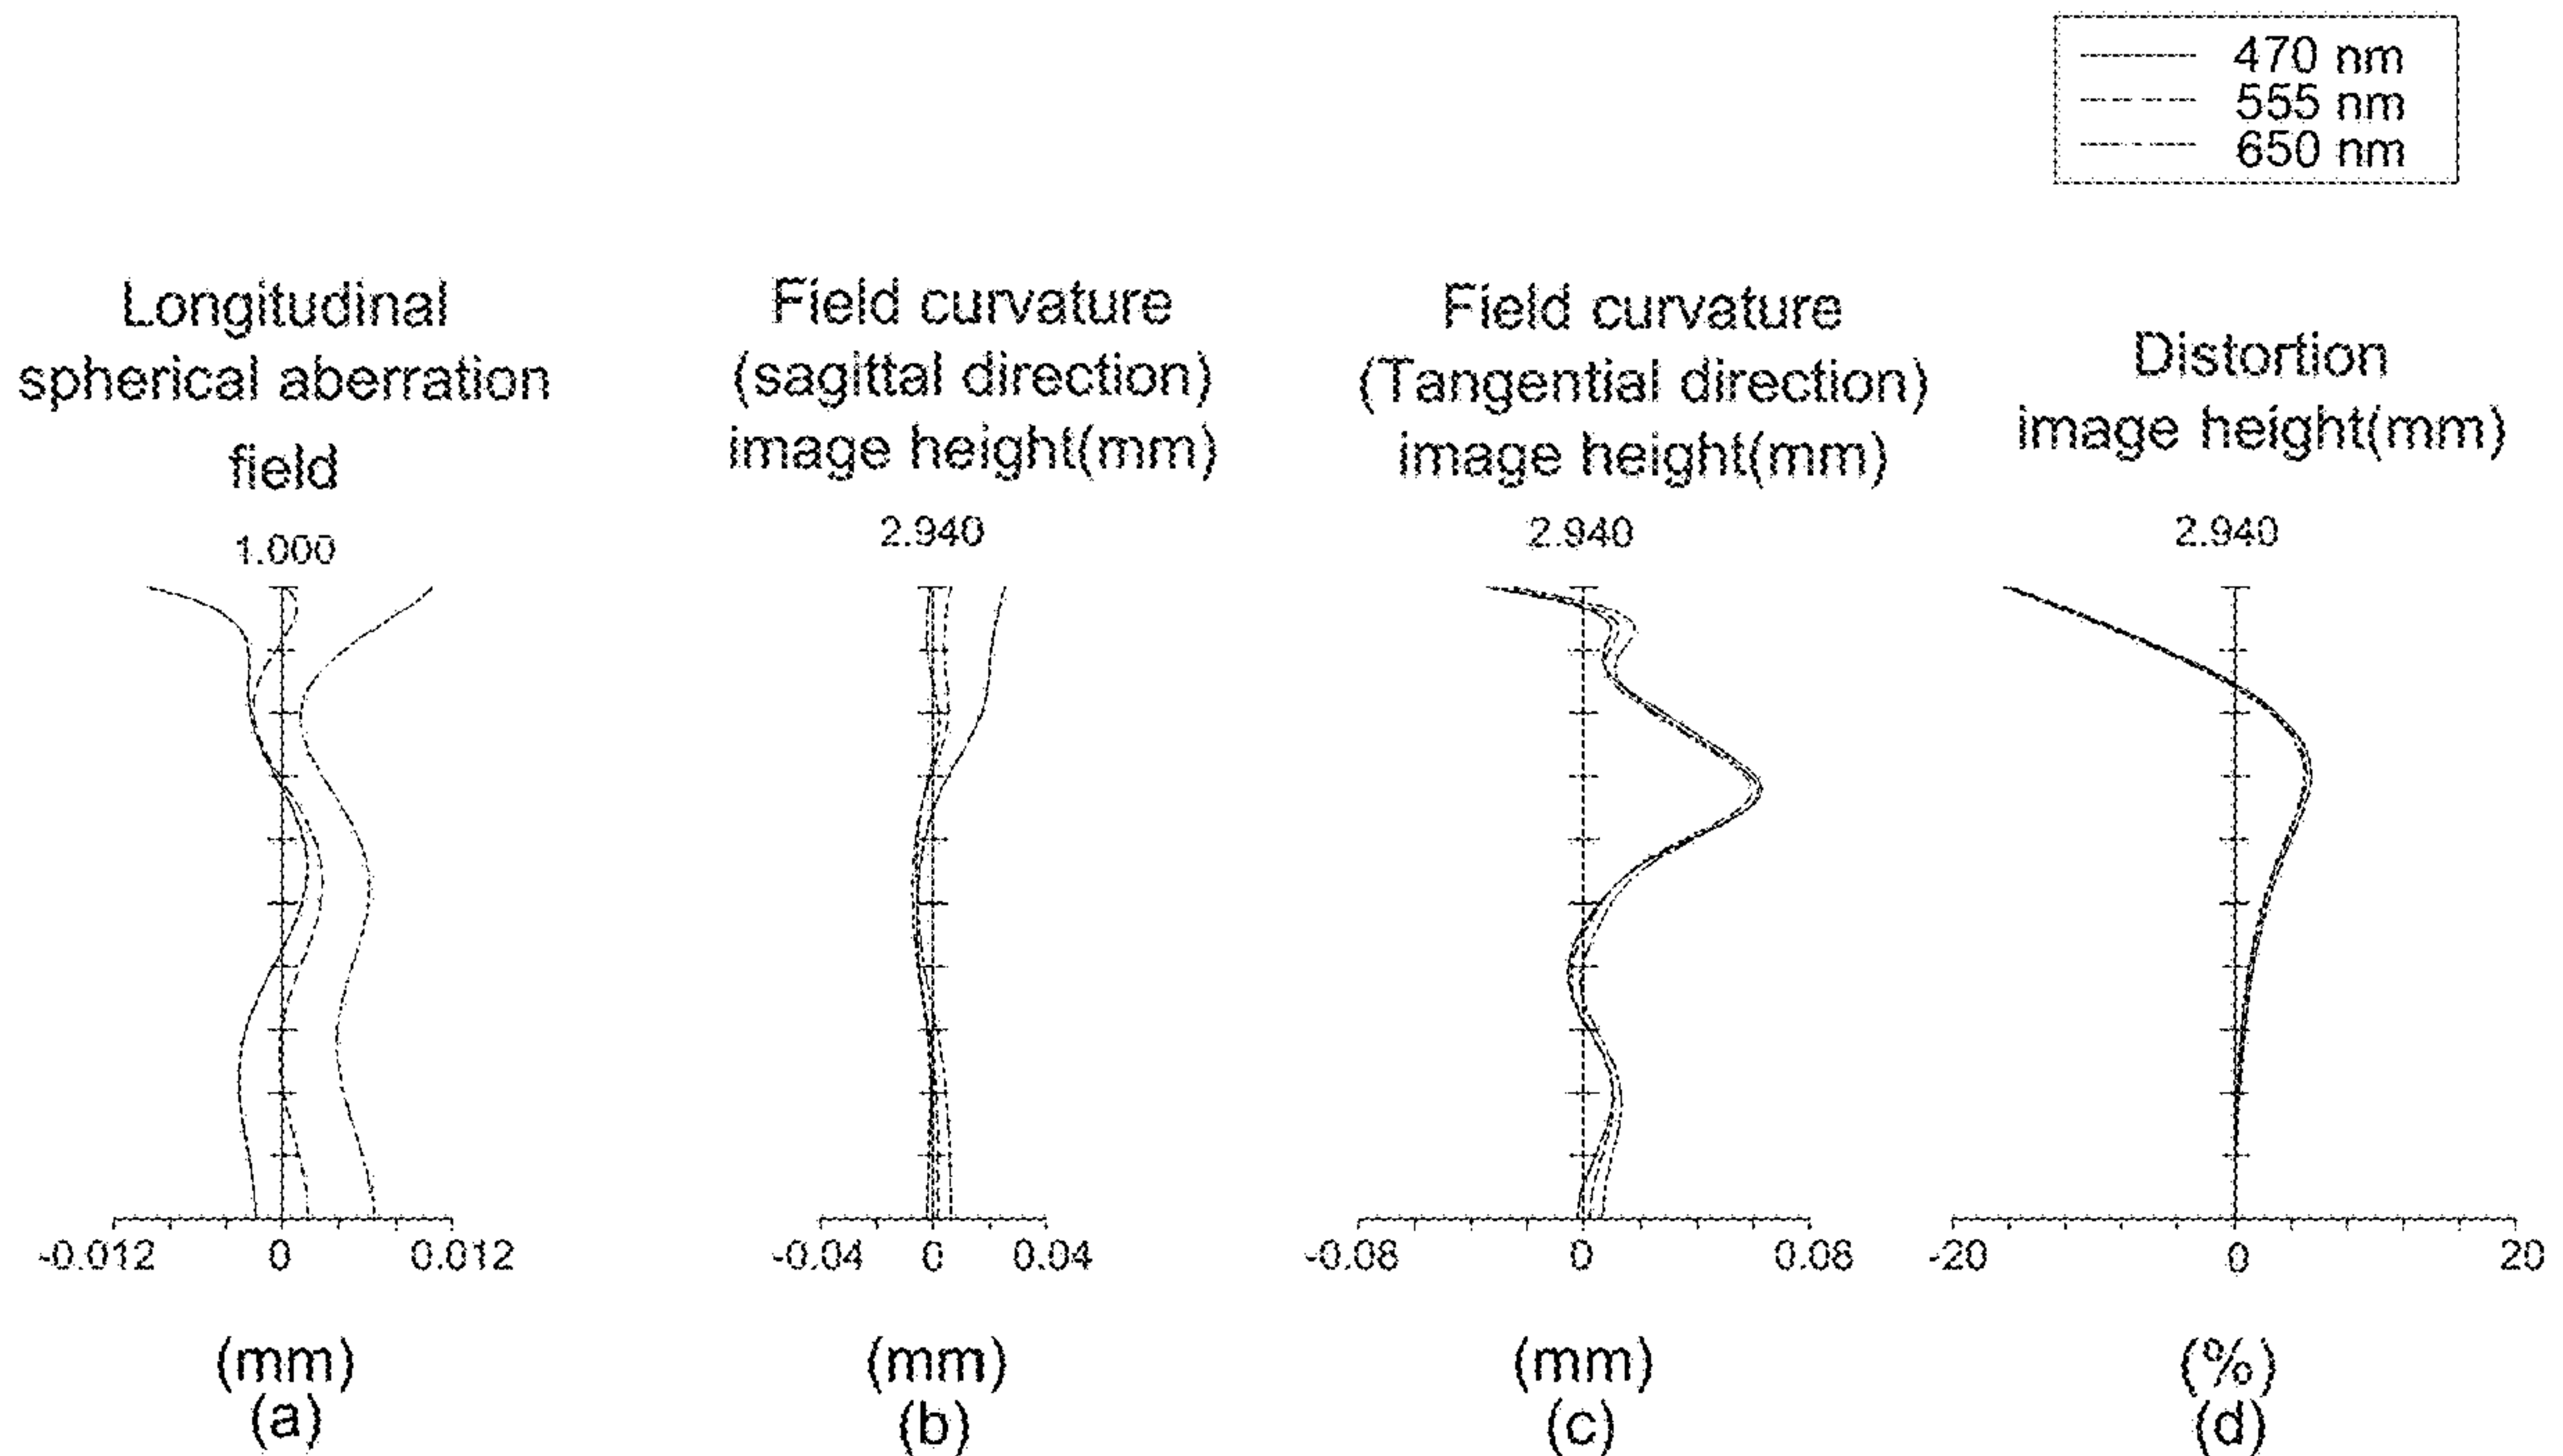 470 nm
555 nm
650 nm
Longitudinal
spherical aberration
field
1.000
-0.012 0 0.012
(mm)
(a)
Field curvature
(sagittal direction)
image height(mm)
2.940
-0.04 0 0.04
(mm)
(b)
Field curvature
(Tangential direction)
image height(mm)
2.940
-0.08 0 0.08
(mm)
(c)
Distortion
image height(mm)
2.940
-20 0 20
(%)
(d)